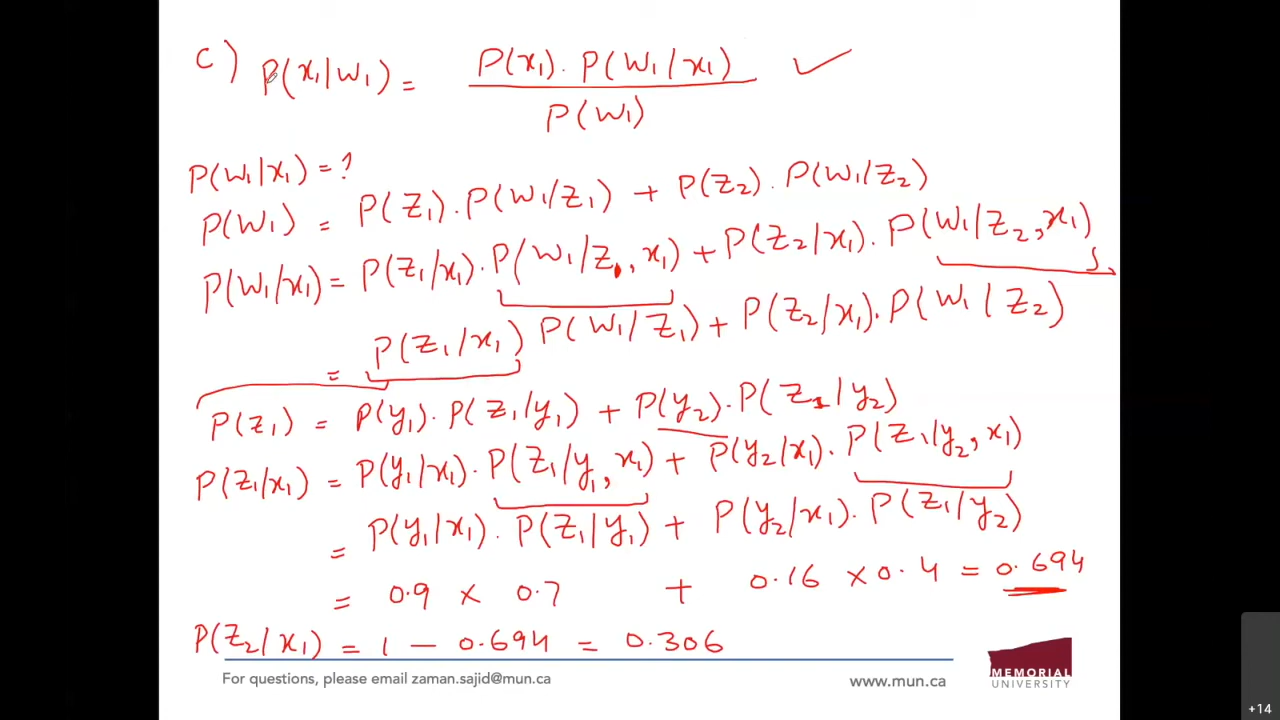 c) P(x₁|w₁) = P(x₁). P(W₁/x₁) / P(W₁) ✓
P(W₁/x₁) = ?
P(W₁) = P(Z₁). P(W₁/Z₁) + P(Z₂). P(W₁/Z₂)
P(W₁/x₁) = P(Z₁/x₁). P(W₁/Z₁, x₁) + P(Z₂/x₁). P(W₁/Z₂, x₁)
= P(Z₁/x₁) P(W₁/Z₁) + P(Z₂/x₁). P(W₁/Z₂)
P(Z₁) = P(y₁). P(Z₁/y₁) + P(y₂). P(Z₁/y₂)
P(Z₁/x₁) = P(y₁/x₁). P(Z₁/y₁, x₁) + P(y₂/x₁). P(Z₁/y₂, x₁)
= P(y₁/x₁). P(Z₁/y₁) + P(y₂/x₁). P(Z₁/y₂)
= 0.9 × 0.7 + 0.16 × 0.4 = 0.694
P(Z₂/x₁) = 1 − 0.694 = 0.306
For questions, please email zaman.sajid@mun.ca
www.mun.ca
MEMORIAL
UNIVERSITY
+14